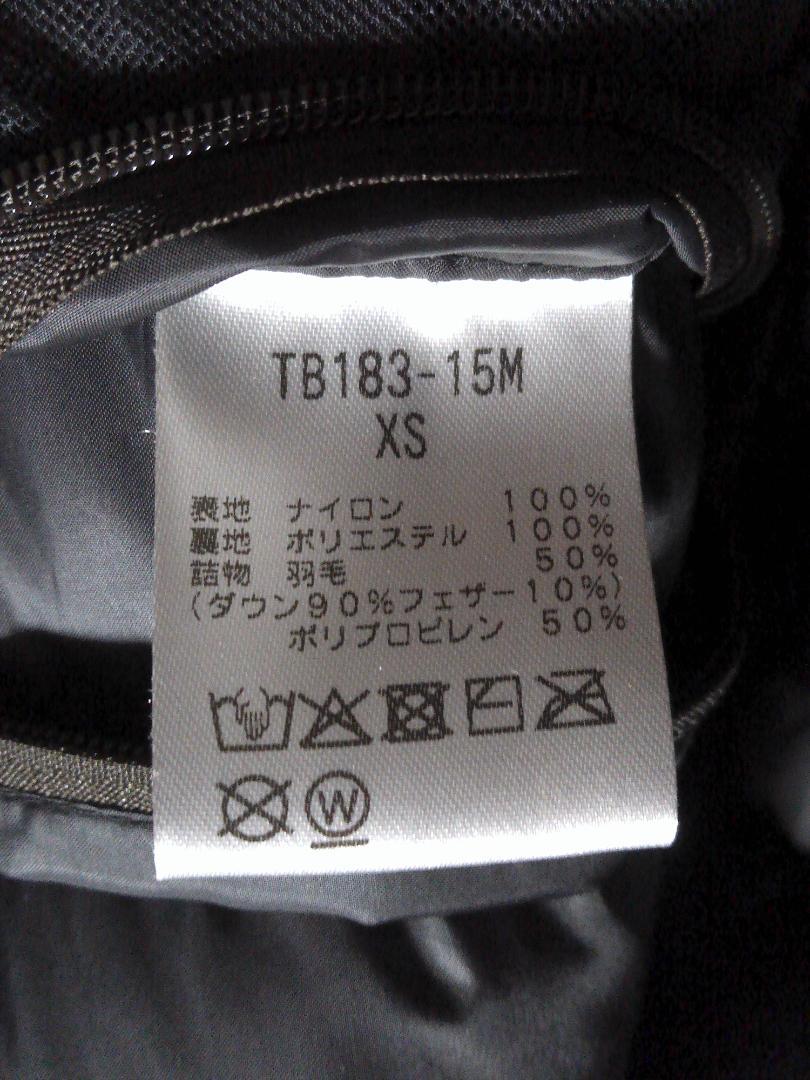 TB183-15M
XS
表地 ナイロン 100%
裏地 ポリエステル 100%
詰物 羽毛 50%
(ダウン90%フェザー10%)
ポリプロピレン 50%
W